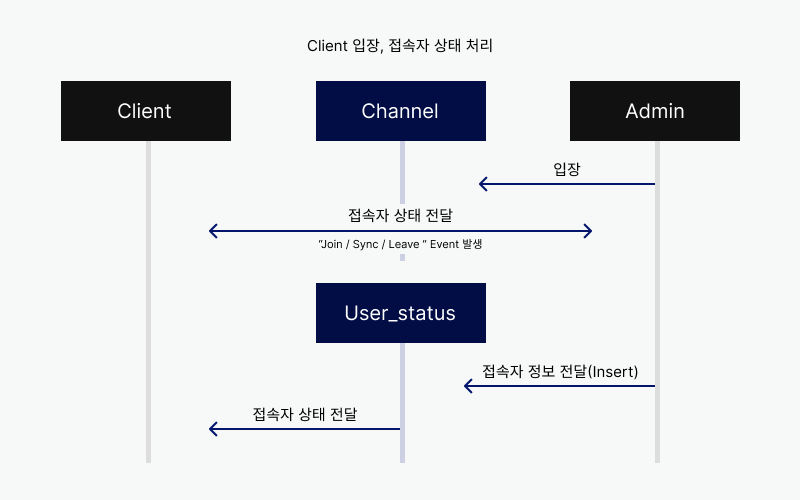 Client 입장, 접속자 상태 처리
Client
Channel
Admin
입장
접속자 상태 전달
“Join / Sync / Leave “ Event 발생
User_status
접속자 정보 전달(Insert)
접속자 상태 전달